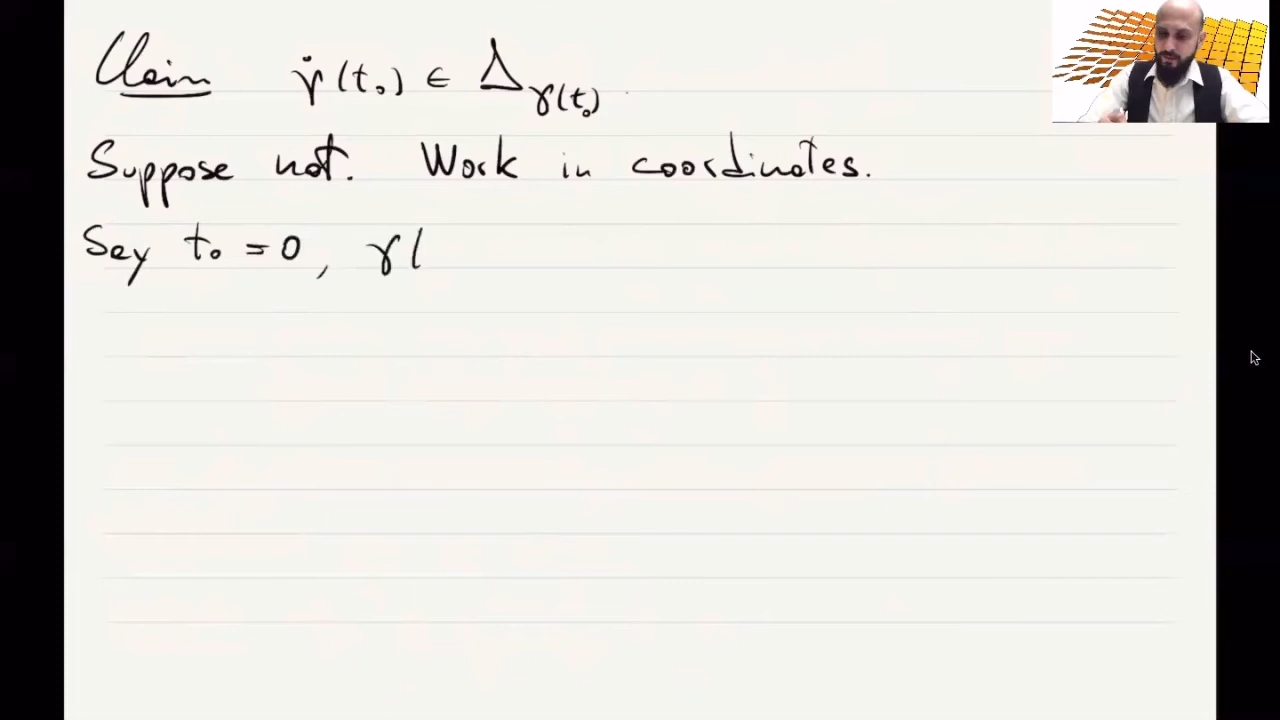 Claim γ̇(t₀) ∈ Δ_γ(t₀)
Suppose not. Work in coordinates.
Say t₀ = 0, γ(